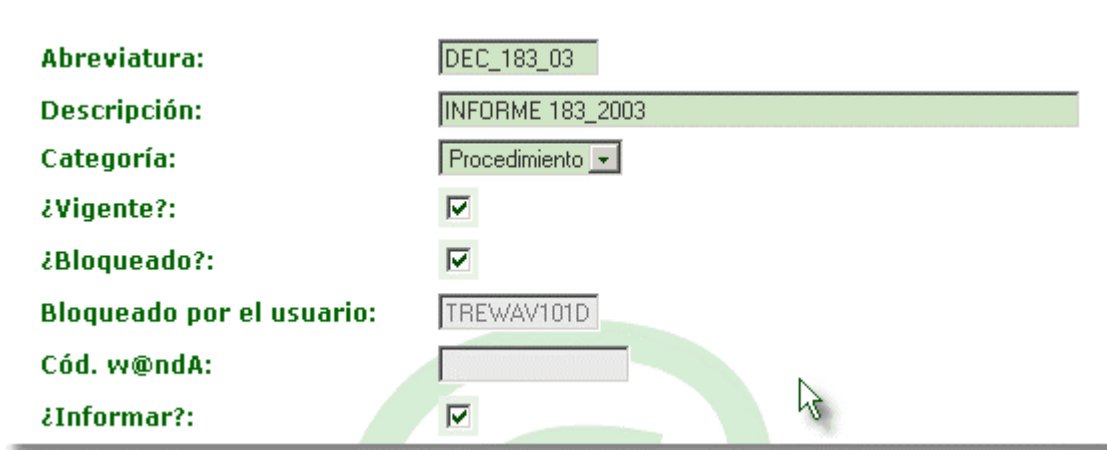 Abreviatura: DEC_183_03
Descripción: INFORME 183_2003
Categoría: Procedimiento
¿Vigente?:
¿Bloqueado?:
Bloqueado por el usuario: TREWAV101D
Cód. w@ndA:
¿Informar?: